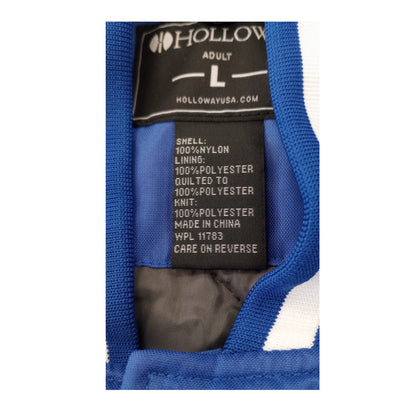 HOLLOW
ADULT
L
HOLLOWAYUSA.COM
SHELL:
100%NYLON
LINING:
100%POLYESTER
QUILTED TO
100%POLYESTER
KNIT:
100%POLYESTER
MADE IN CHINA
WPL 11783
CARE ON REVERSE